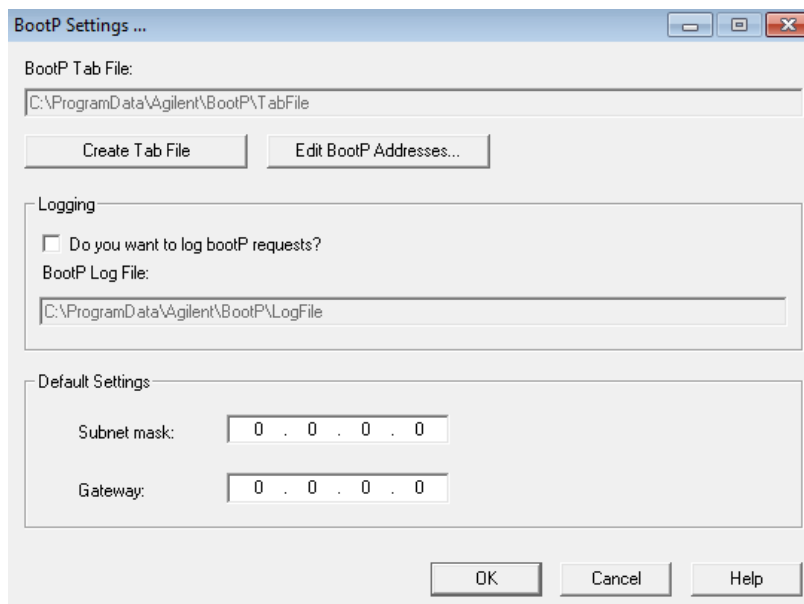 BootP Settings ...
BootP Tab File:
C:\ProgramData\Agilent\BootP\TabFile
Create Tab File
Edit BootP Addresses...
Logging
Do you want to log bootP requests?
BootP Log File:
C:\ProgramData\Agilent\BootP\LogFile
Default Settings
Subnet mask: 0 . 0 . 0 . 0
Gateway: 0 . 0 . 0 . 0
OK Cancel Help